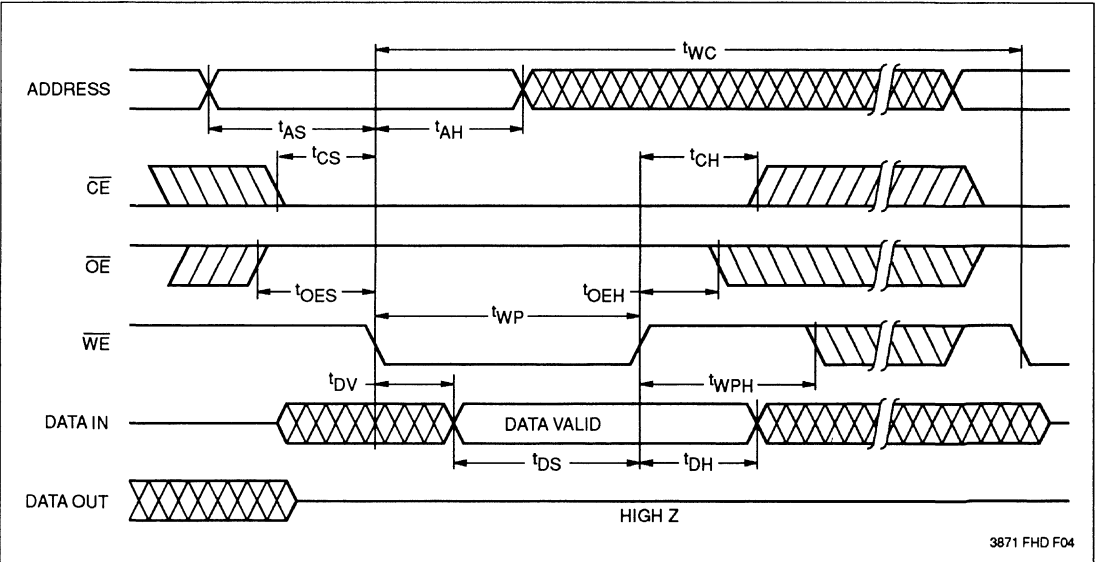 tWC
ADDRESS
tAS
tAH
tCS
tCH
CE
OE
tOES
tOEH
tWP
WE
tDV
tWPH
DATA IN
DATA VALID
tDS
tDH
DATA OUT
HIGH Z
3871 FHD F04